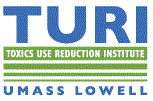 TURI
TOXICS USE REDUCTION INSTITUTE
UMASS LOWELL